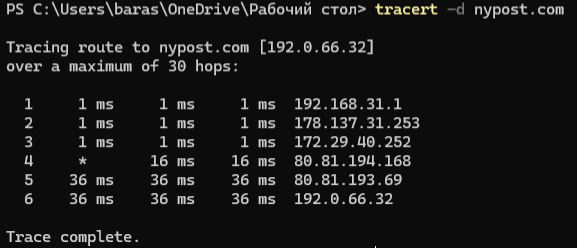 PS C:\Users\baras\OneDrive\Рабочий стол> tracert -d nypost.com
Tracing route to nypost.com [192.0.66.32]
over a maximum of 30 hops:
1 1 ms 1 ms 1 ms 192.168.31.1
2 1 ms 1 ms 1 ms 178.137.31.253
3 1 ms 1 ms 1 ms 172.29.40.252
4 * 16 ms 16 ms 80.81.194.168
5 36 ms 36 ms 36 ms 80.81.193.69
6 36 ms 36 ms 36 ms 192.0.66.32
Trace complete.